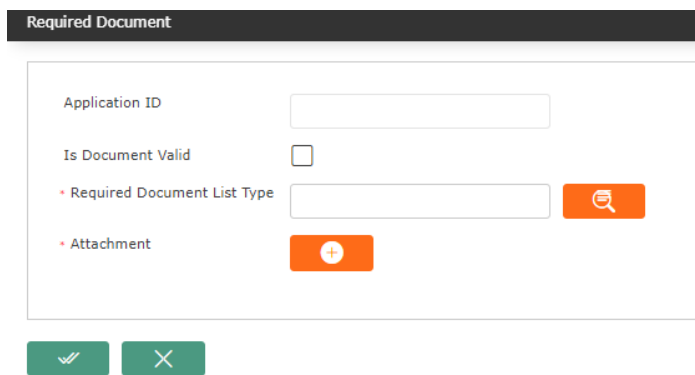 Required Document
Application ID
Is Document Valid
* Required Document List Type
* Attachment